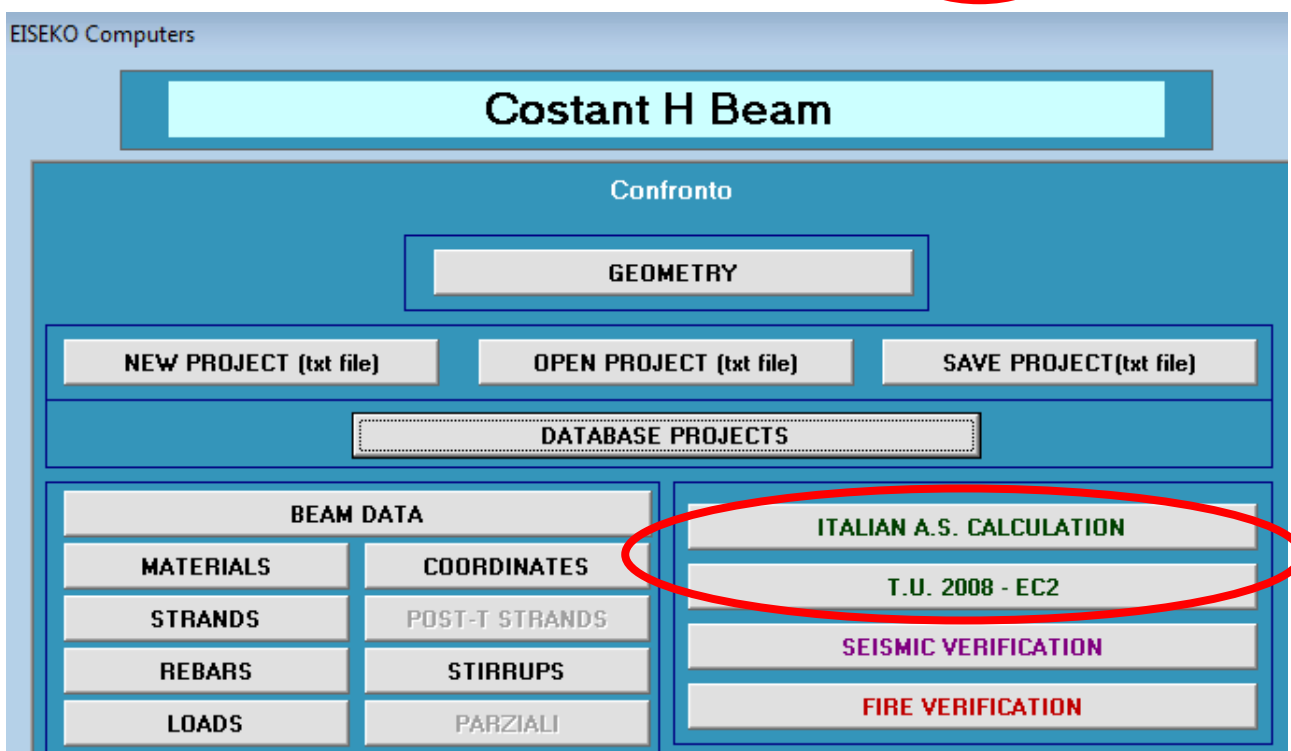 EISEKO Computers
Costant H Beam
Confronto
GEOMETRY
NEW PROJECT (txt file)
OPEN PROJECT (txt file)
SAVE PROJECT(txt file)
DATABASE PROJECTS
BEAM DATA
MATERIALS
COORDINATES
STRANDS
POST-T STRANDS
REBARS
STIRRUPS
LOADS
PARZIALI
ITALIAN A.S. CALCULATION
T.U. 2008 - EC2
SEISMIC VERIFICATION
FIRE VERIFICATION